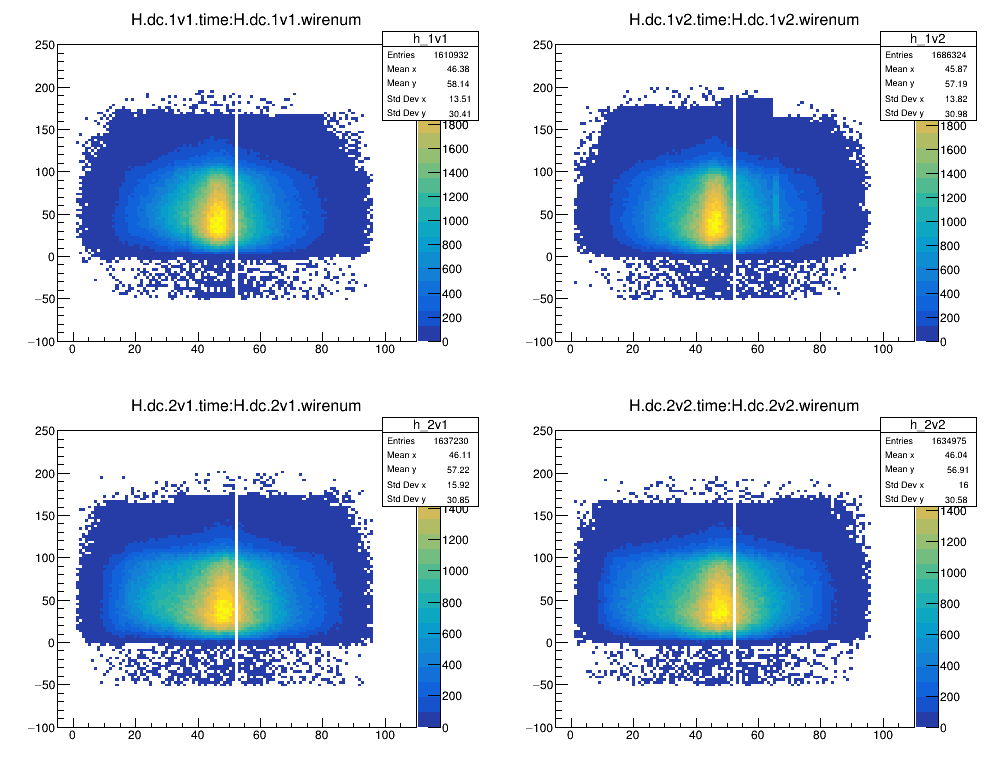 H.dc.1v1.time:H.dc.1v1.wirenum
h_1v1
Entries 1610932
Mean x 46.38
Mean y 58.14
Std Dev x 13.51
Std Dev y 30.41
250
200
150
100
50
0
−50
−100
0 20 40 60 80 100
1800
1600
1400
1200
1000
800
600
400
200
0
H.dc.1v2.time:H.dc.1v2.wirenum
h_1v2
Entries 1686324
Mean x 45.87
Mean y 57.19
Std Dev x 13.82
Std Dev y 30.98
250
200
150
100
50
0
−50
−100
0 20 40 60 80 100
1800
1600
1400
1200
1000
800
600
400
200
0
H.dc.2v1.time:H.dc.2v1.wirenum
h_2v1
Entries 1637230
Mean x 46.11
Mean y 57.22
Std Dev x 15.92
Std Dev y 30.85
250
200
150
100
50
0
−50
−100
0 20 40 60 80 100
1400
1200
1000
800
600
400
200
0
H.dc.2v2.time:H.dc.2v2.wirenum
h_2v2
Entries 1634975
Mean x 46.04
Mean y 56.91
Std Dev x 16
Std Dev y 30.58
250
200
150
100
50
0
−50
−100
0 20 40 60 80 100
1400
1200
1000
800
600
400
200
0